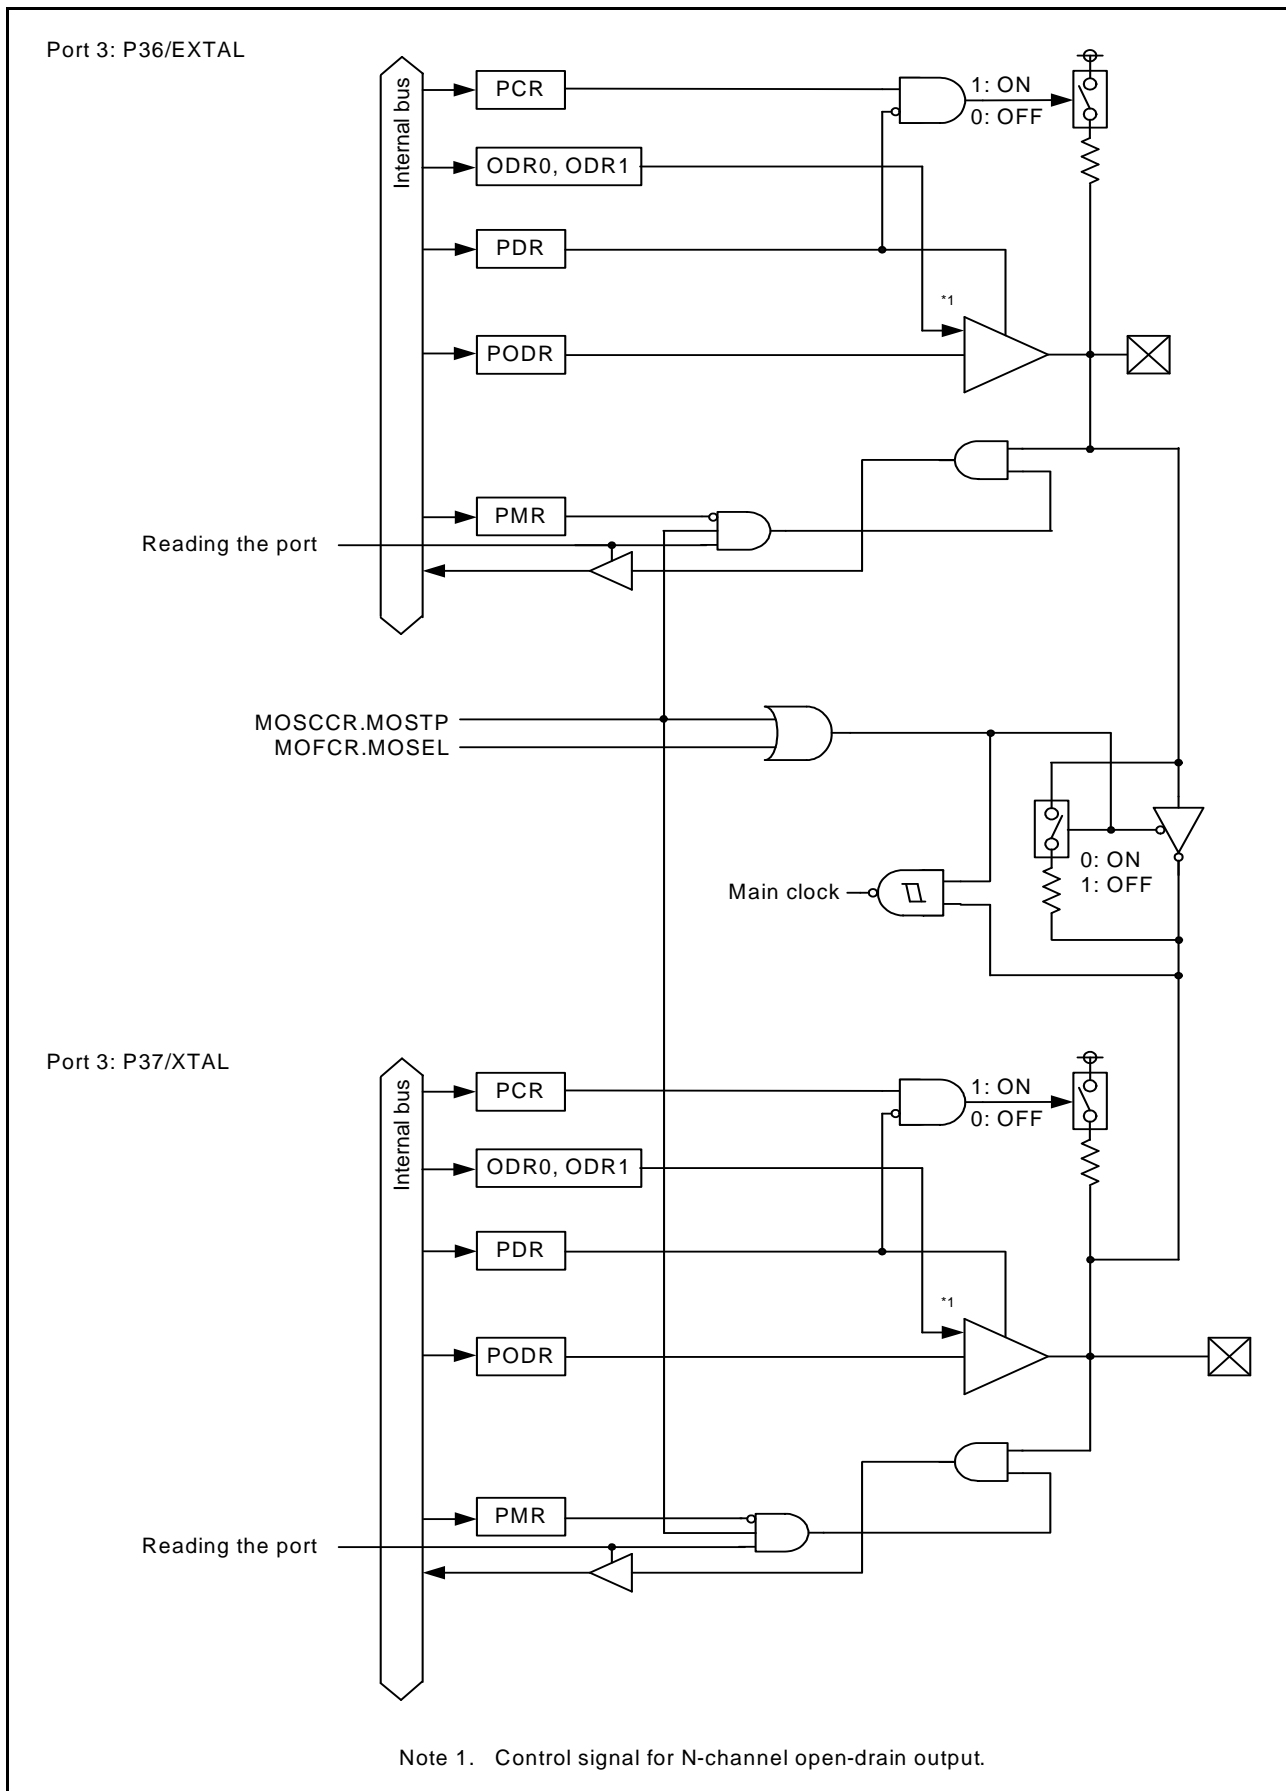 Port 3: P36/EXTAL
Internal bus
PCR
1: ON
0: OFF
ODR0, ODR1
PDR
*1
PODR
PMR
Reading the port
MOSCCR.MOSTP
MOFCR.MOSEL
0: ON
1: OFF
Main clock
Port 3: P37/XTAL
Internal bus
PCR
1: ON
0: OFF
ODR0, ODR1
PDR
*1
PODR
PMR
Reading the port
Note 1. Control signal for N-channel open-drain output.